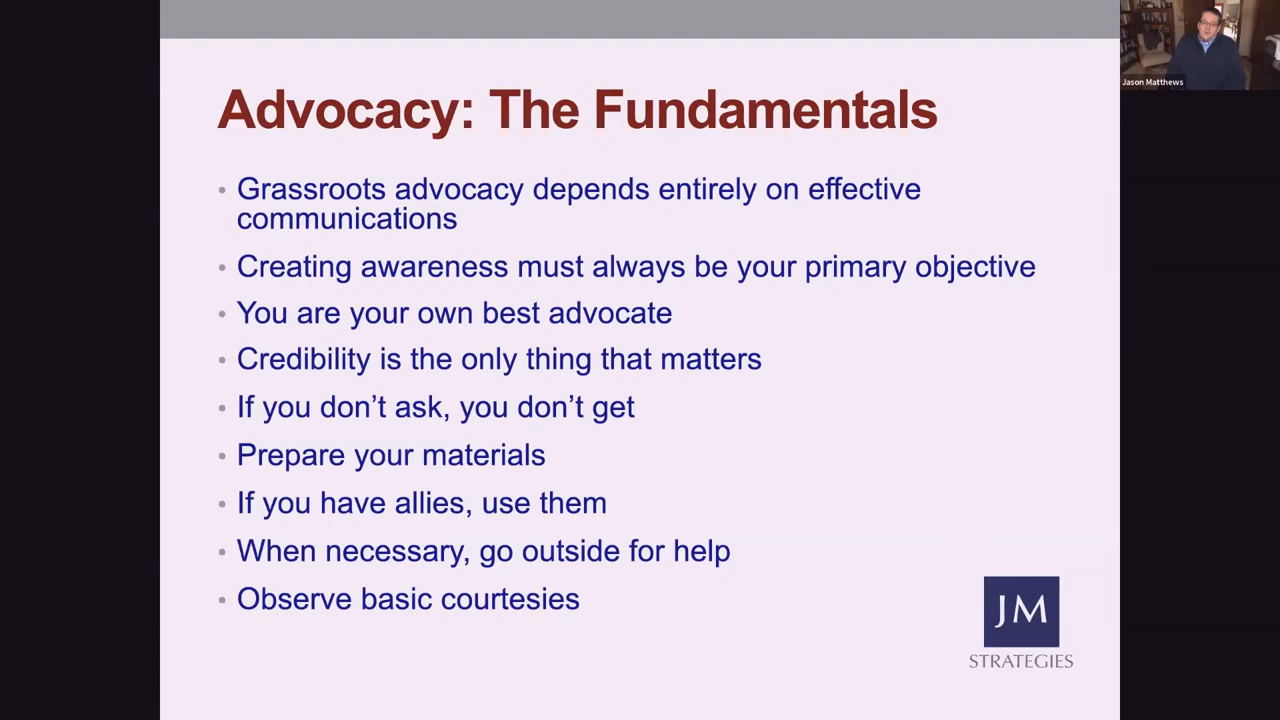 Advocacy: The Fundamentals
• Grassroots advocacy depends entirely on effective
communications
• Creating awareness must always be your primary objective
• You are your own best advocate
• Credibility is the only thing that matters
• If you don’t ask, you don’t get
• Prepare your materials
• If you have allies, use them
• When necessary, go outside for help
• Observe basic courtesies
JM
STRATEGIES
Jason Matthews